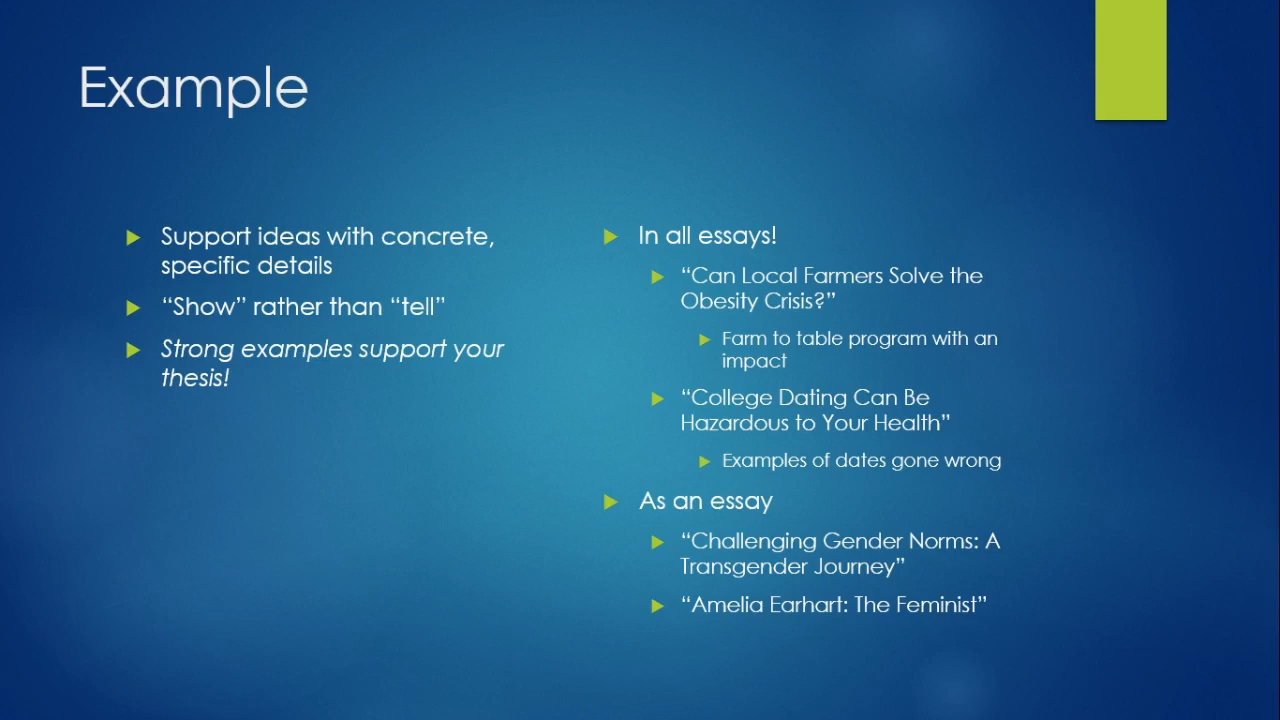 Example
Support ideas with concrete,
specific details
“Show” rather than “tell”
Strong examples support your
thesis!
In all essays!
“Can Local Farmers Solve the
Obesity Crisis?”
Farm to table program with an
impact
“College Dating Can Be
Hazardous to Your Health”
Examples of dates gone wrong
As an essay
“Challenging Gender Norms: A
Transgender Journey”
“Amelia Earhart: The Feminist”